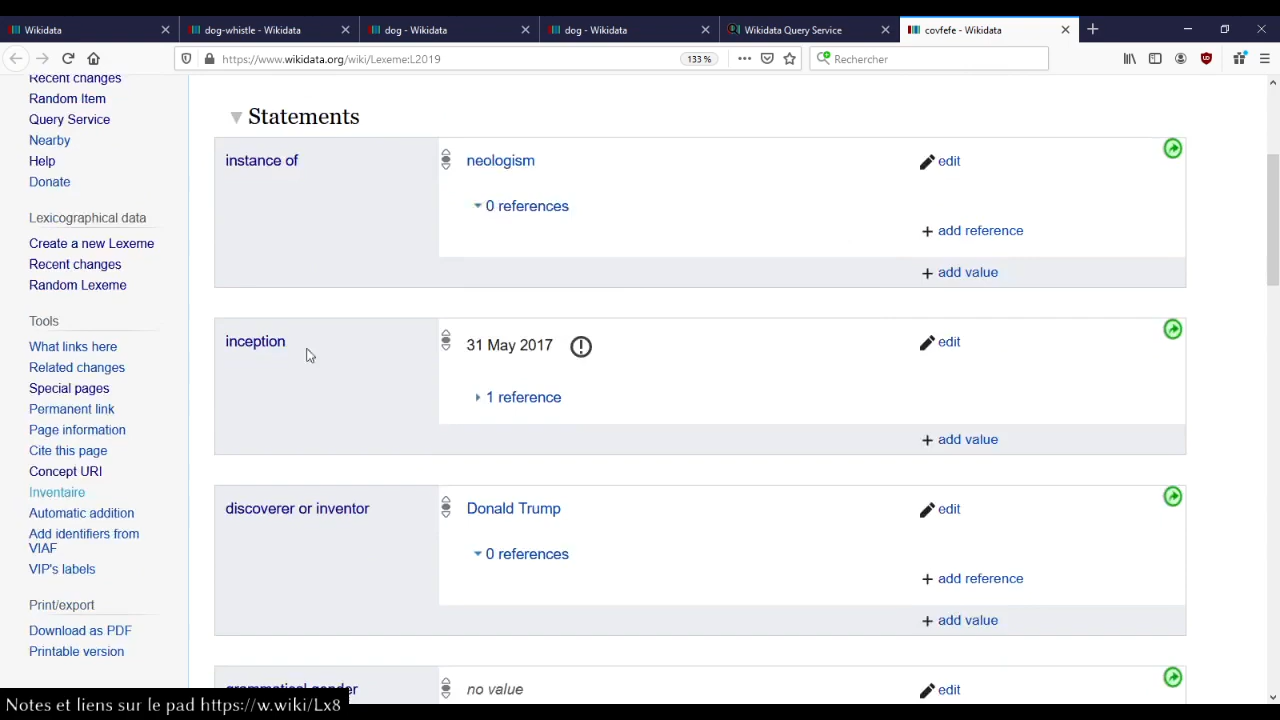 Wikidata
dog-whistle - Wikidata
dog - Wikidata
dog - Wikidata
Wikidata Query Service
covfefe - Wikidata
https://www.wikidata.org/wiki/Lexeme:L2019
133 %
Rechercher
Recent changes
Random Item
Query Service
Nearby
Help
Donate
Lexicographical data
Create a new Lexeme
Recent changes
Random Lexeme
Tools
What links here
Related changes
Special pages
Permanent link
Page information
Cite this page
Concept URI
Inventaire
Automatic addition
Add identifiers from
VIAF
VIP's labels
Print/export
Download as PDF
Printable version
Statements
instance of
neologism
edit
0 references
+ add reference
+ add value
inception
31 May 2017
edit
1 reference
+ add value
discoverer or inventor
Donald Trump
edit
0 references
+ add reference
+ add value
grammatical gender
no value
edit
Notes et liens sur le pad https://w.wiki/Lx8